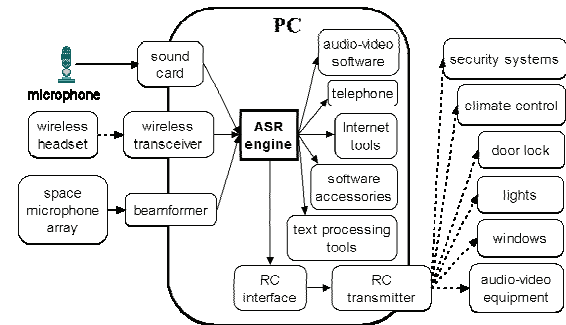 PC
sound
card
microphone
wireless
headset
wireless
transceiver
space
microphone
array
beamformer
ASR
engine
audio-video
software
telephone
Internet
tools
software
accessories
text processing
tools
RC
interface
RC
transmitter
security systems
climate control
door lock
lights
windows
audio-video
equipment